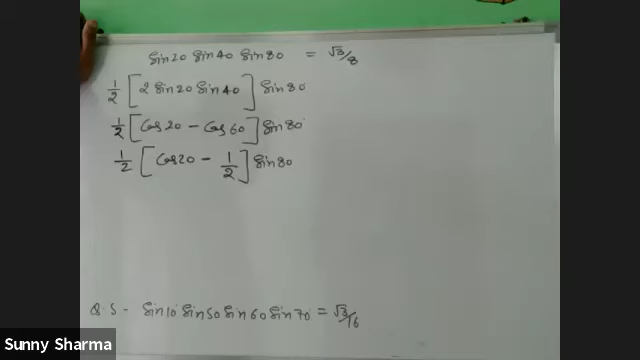 Sin20 Sin40 Sin80 = √3/8
1/2 [2 Sin20 Sin40] Sin80
1/2 [Cos20 - Cos60] Sin80
1/2 [Cos20 - 1/2] Sin80
Q.5 - Sin10 Sin50 Sin60 Sin70 = √3/16
Sunny Sharma